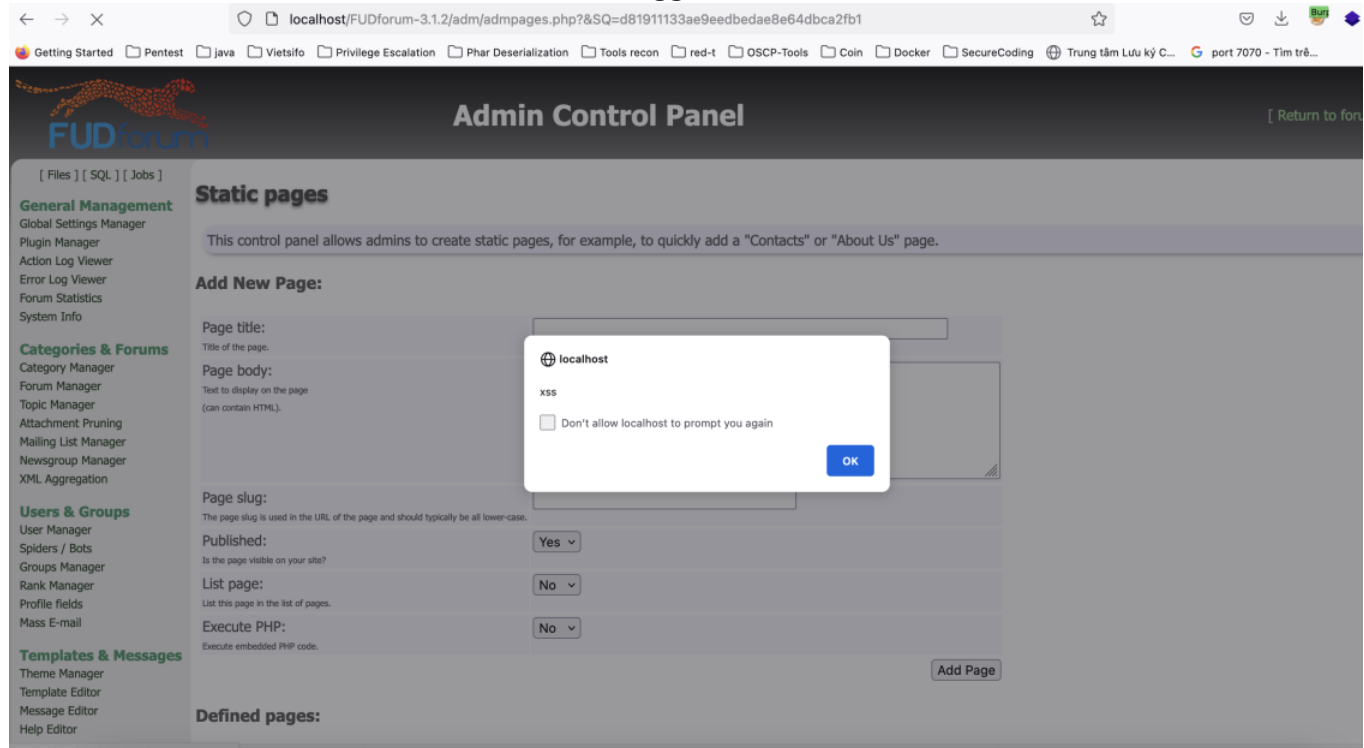 localhost/FUDforum-3.1.2/adm/admpages.php?&SQ=d81911133ae9eedbedae8e64dbca2fb1
Burp
Getting Started Pentest java Vietsifo Privilege Escalation Phar Deserialization Tools recon red-t OSCP-Tools Coin Docker SecureCoding Trung tâm Lưu ký C... port 7070 - Tìm trê...
FUDforum
Admin Control Panel
[ Return to foru
[ Files ] [ SQL ] [ Jobs ]
General Management
Global Settings Manager
Plugin Manager
Action Log Viewer
Error Log Viewer
Forum Statistics
System Info
Categories & Forums
Category Manager
Forum Manager
Topic Manager
Attachment Pruning
Mailing List Manager
Newsgroup Manager
XML Aggregation
Users & Groups
User Manager
Spiders / Bots
Groups Manager
Rank Manager
Profile fields
Mass E-mail
Templates & Messages
Theme Manager
Template Editor
Message Editor
Help Editor
Static pages
This control panel allows admins to create static pages, for example, to quickly add a "Contacts" or "About Us" page.
Add New Page:
Page title:
Title of the page.
Page body:
Text to display on the page
(can contain HTML).
localhost
xss
Don't allow localhost to prompt you again
OK
Page slug:
The page slug is used in the URL of the page and should typically be all lower-case.
Published:
Yes
Is the page visible on your site?
List page:
No
List this page in the list of pages.
Execute PHP:
No
Execute embedded PHP code.
Add Page
Defined pages: